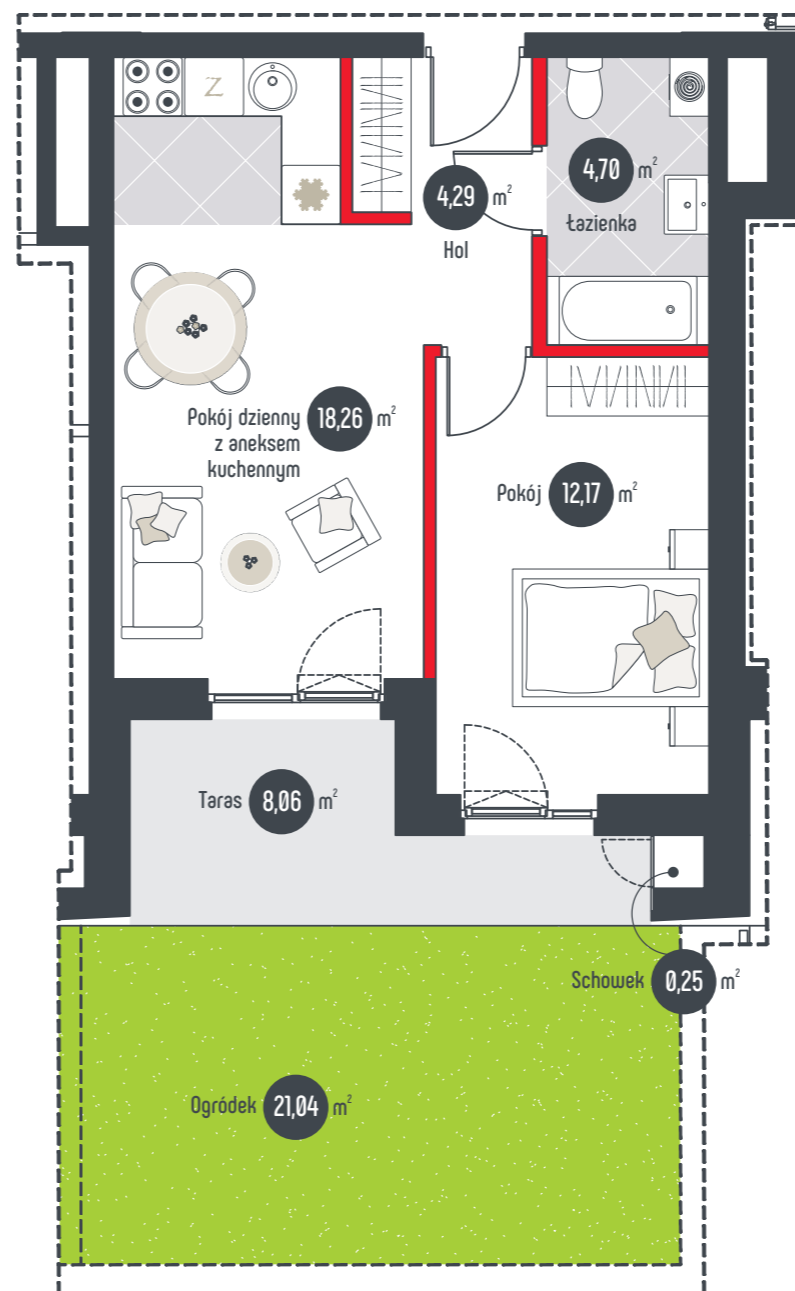 Z
4,70 m²
Łazienka
4,29 m²
Hol
Pokój dzienny
z aneksem
kuchennym
18,26 m²
Pokój 12,17 m²
Taras 8,06 m²
Schowek 0,25 m²
Ogródek 21,04 m²